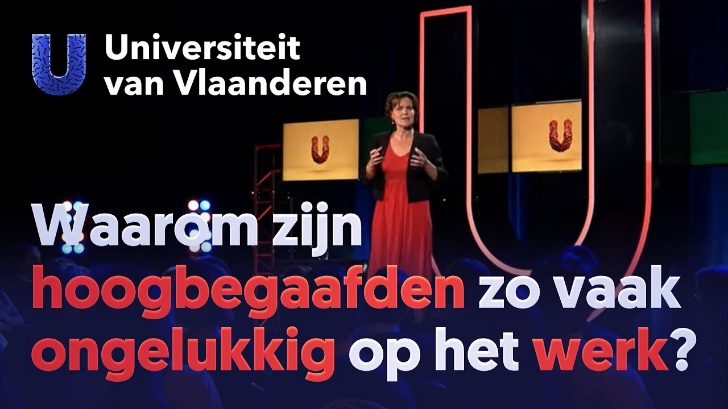 Universiteit
van Vlaanderen
Waarom zijn
hoogbegaafden zo vaak
ongelukkig op het werk?